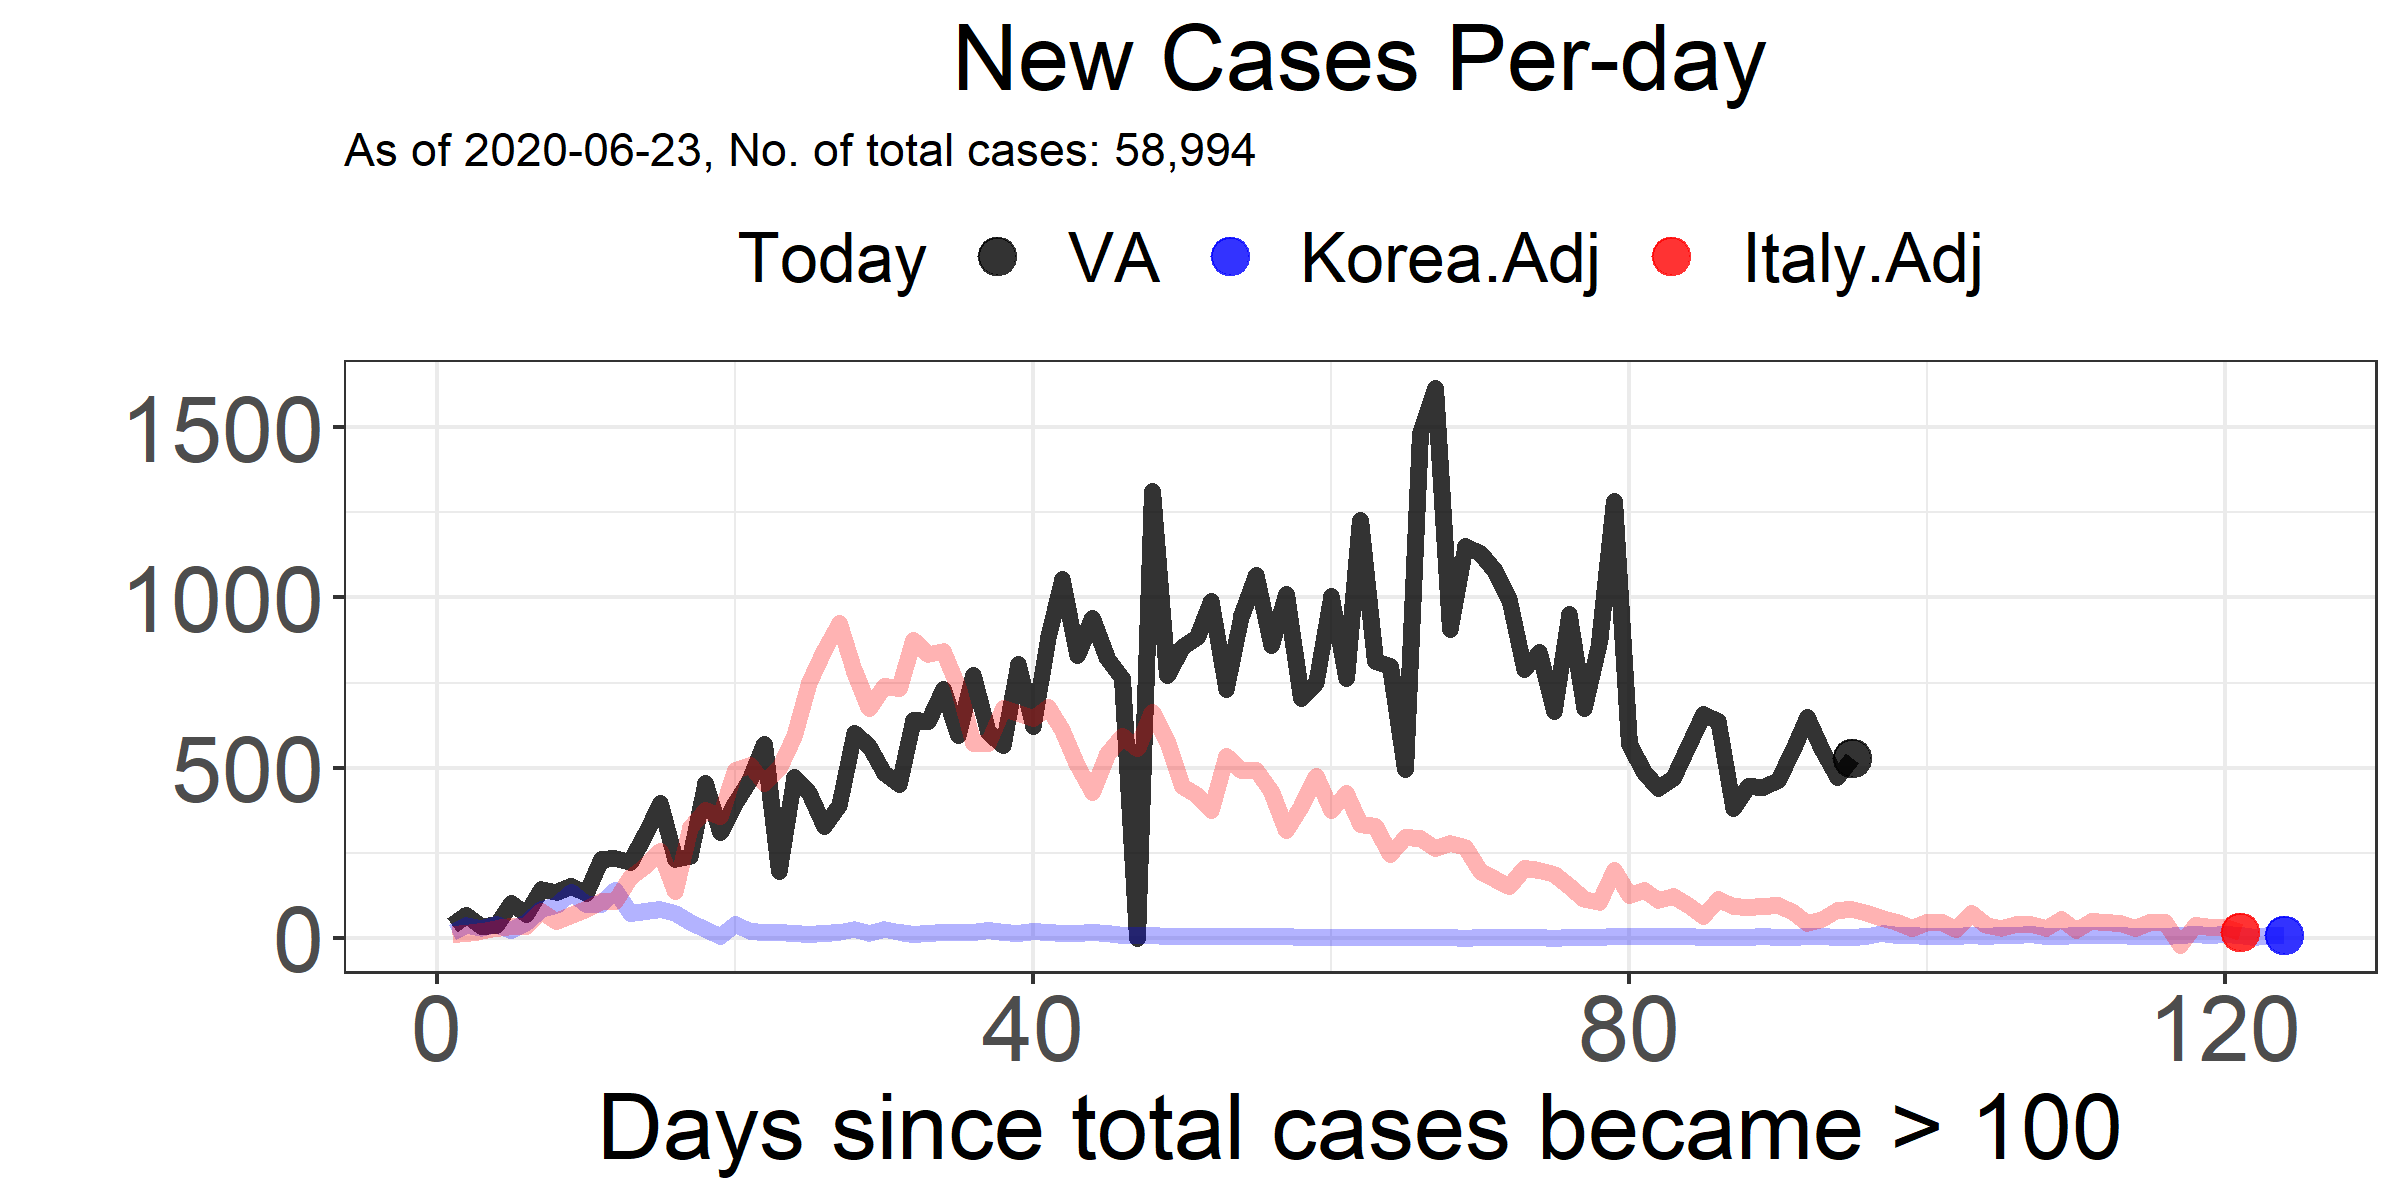 New Cases Per-day
As of 2020-06-23, No. of total cases: 58,994
Today VA Korea.Adj Italy.Adj
1500
1000
500
0
0 40 80 120
Days since total cases became > 100